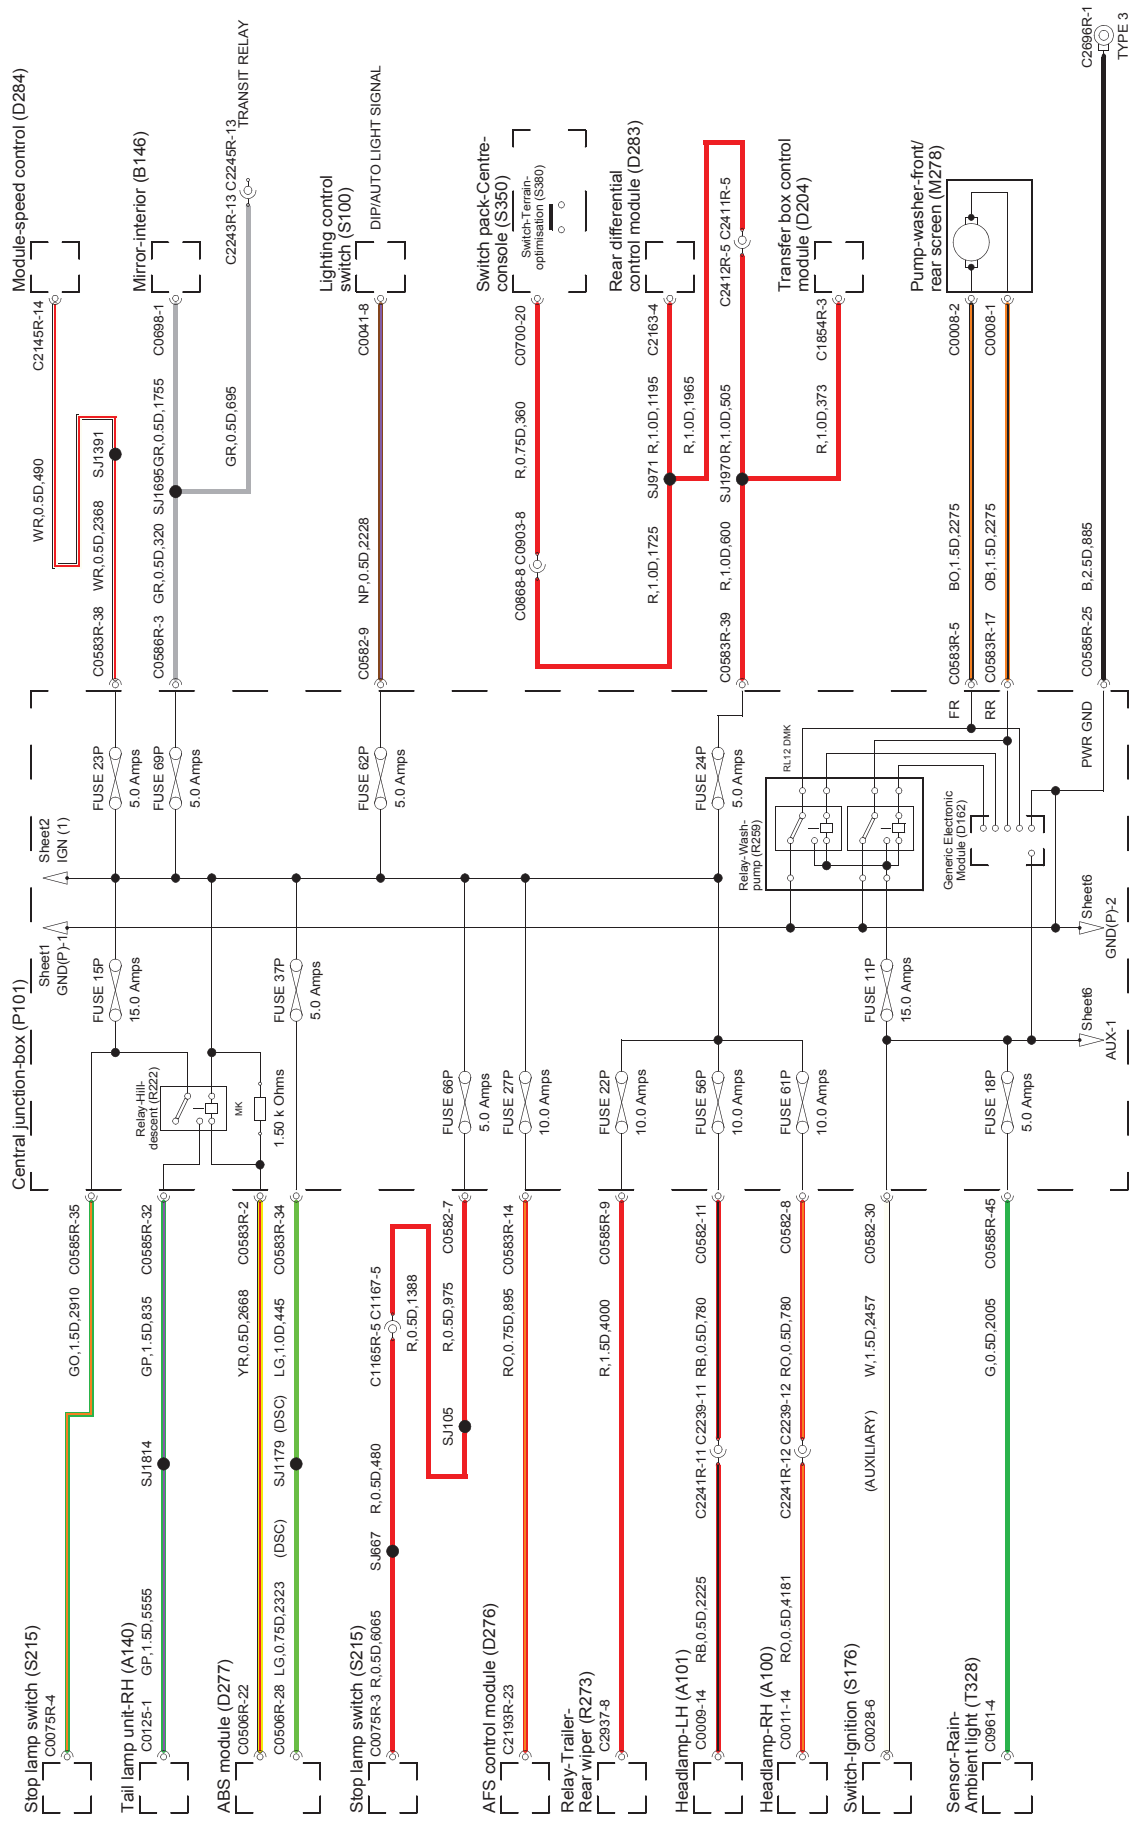 Stop lamp switch (S215)
C0075R-4
GO,1.5D,2910
C0585R-35
Tail lamp unit-RH (A140)
C0125-1
GP,1.5D,5555
SJ1814
GP,1.5D,835
C0585R-32
ABS module (D277)
C0506R-22
YR,0.5D,2668
C0583R-2
C0506R-28
LG,0.75D,2323
(DSC)
SJ1179
(DSC)
LG,1.0D,445
C0583R-34
Stop lamp switch (S215)
C0075R-3
R,0.5D,6065
SJ667
R,0.5D,480
C1165R-5
C1167-5
R,0.5D,1388
SJ105
R,0.5D,975
C0582-7
AFS control module (D276)
C2193R-23
RO,0.75D,895
C0583R-14
Relay-Trailer-
Rear wiper (R273)
C2937-8
R,1.5D,4000
C0585R-9
Headlamp-LH (A101)
C0009-14
RB,0.5D,2225
C2241R-11
C2239-11
RB,0.5D,780
C0582-11
Headlamp-RH (A100)
C0011-14
RO,0.5D,4181
C2241R-12
C2239-12
RO,0.5D,780
C0582-8
Switch-Ignition (S176)
C0028-6
(AUXILIARY)
W,1.5D,2457
C0582-30
Sensor-Rain-
Ambient light (T328)
C0961-4
G,0.5D,2005
C0585R-45
Central junction-box (P101)
Relay-Hill-
descent (R222)
MK
1.50 k Ohms
FUSE 15P
15.0 Amps
FUSE 37P
5.0 Amps
FUSE 66P
5.0 Amps
FUSE 27P
10.0 Amps
FUSE 22P
10.0 Amps
FUSE 56P
10.0 Amps
FUSE 61P
10.0 Amps
FUSE 11P
15.0 Amps
FUSE 18P
5.0 Amps
Sheet1
GND(P)-1
Sheet2
IGN (1)
Sheet6
AUX-1
Sheet6
GND(P)-2
FUSE 23P
5.0 Amps
FUSE 69P
5.0 Amps
FUSE 62P
5.0 Amps
FUSE 24P
5.0 Amps
Relay-Wash-
pump (R259)
RL12 DMK
Generic Electronic
Module (D162)
FR
RR
PWR GND
C0583R-38
WR,0.5D,2368
SJ1391
WR,0.5D,490
C2145R-14
Module-speed control (D284)
C0586R-3
GR,0.5D,320
SJ1695
GR,0.5D,1755
C0698-1
Mirror-interior (B146)
GR,0.5D,695
C2243R-13
C2245R-13
TRANSIT RELAY
C0582-9
NP,0.5D,2228
C0041-8
Lighting control
switch (S100)
DIP/AUTO LIGHT SIGNAL
C0868-8
C0903-8
R,0.75D,360
C0700-20
Switch pack-Centre-
console (S350)
Switch-Terrain-
optimisation (S380)
R,1.0D,1725
SJ971
R,1.0D,1195
C2163-4
Rear differential
control module (D283)
R,1.0D,1965
C0583R-39
R,1.0D,600
SJ1970
R,1.0D,505
C2412R-5
C2411R-5
R,1.0D,373
C1854R-3
Transfer box control
module (D204)
C0583R-5
BO,1.5D,2275
C0008-2
Pump-washer-front/
rear screen (M278)
C0583R-17
OB,1.5D,2275
C0008-1
C0585R-25
B,2.5D,885
C2696R-1
TYPE 3